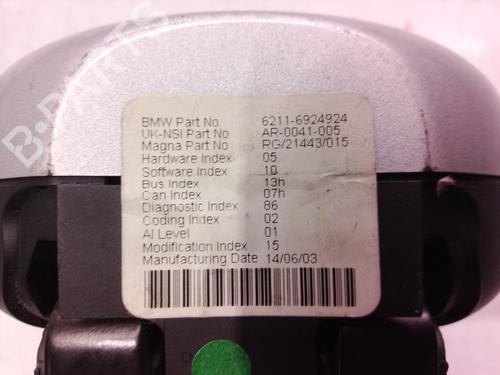 BMW Part No 6211-6924924
UK-NSI Part No AR-0041-005
Magna Part No RG/21443/015
Hardware Index 05
Software Index 10
Bus Index 13h
Can Index 07h
Diagnostic Index 86
Coding Index 02
AI Level 01
Modification Index 15
Manufacturing Date 14/06/03
B-PARTS